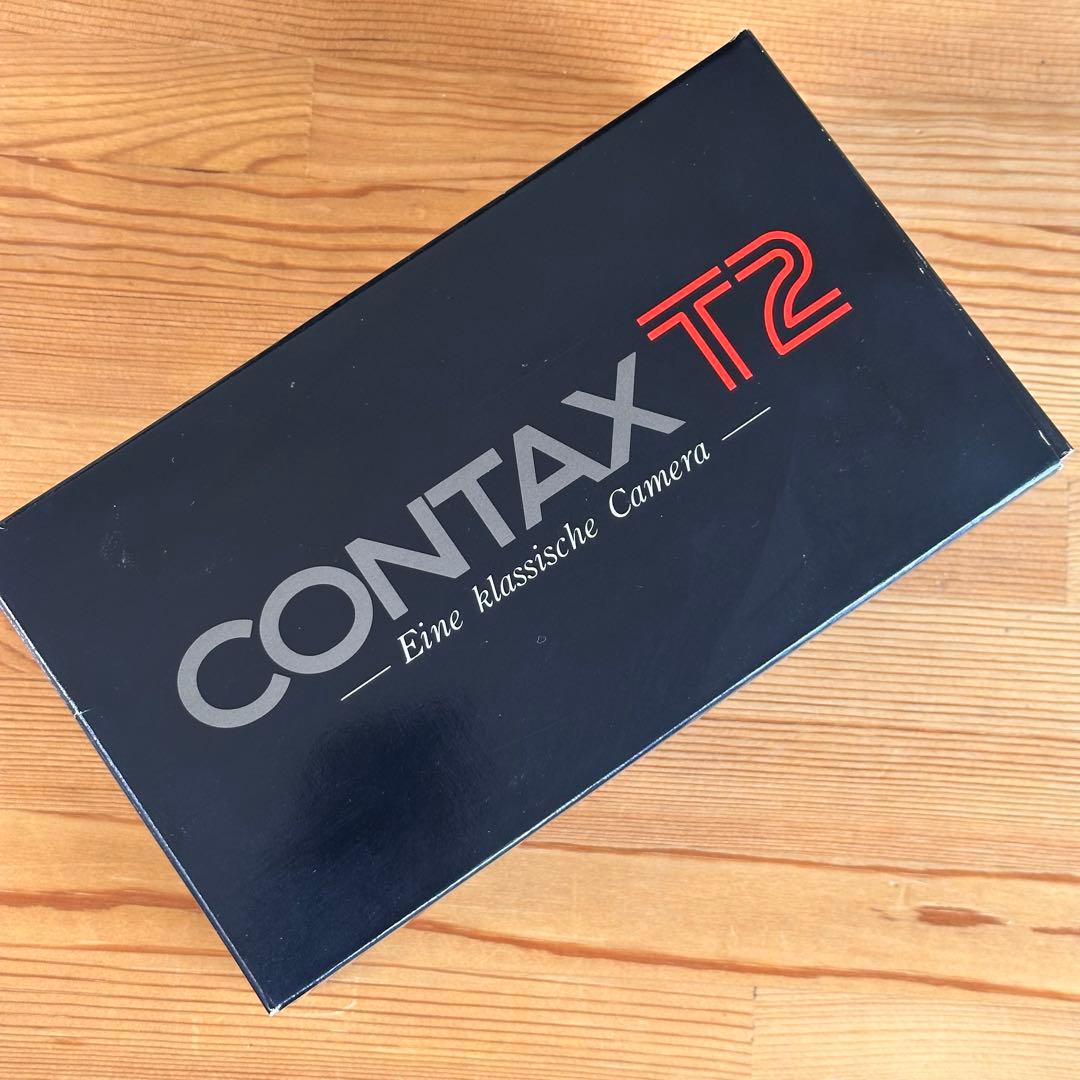 CONTAX T2
Eine klassische Camera